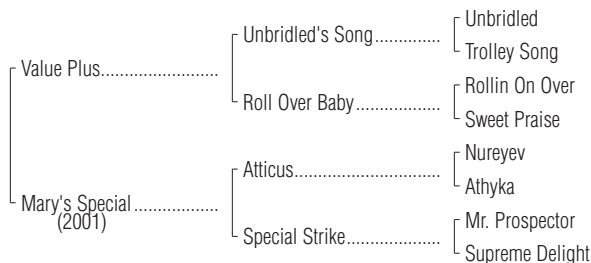 Unbridled
Unbridled's Song...............
Trolley Song
Value Plus.........................
Rollin On Over
Roll Over Baby...................
Sweet Praise
Nureyev
Atticus.................................
Athyka
Mary's Special..................
(2001)
Mr. Prospector
Special Strike.....................
Supreme Delight